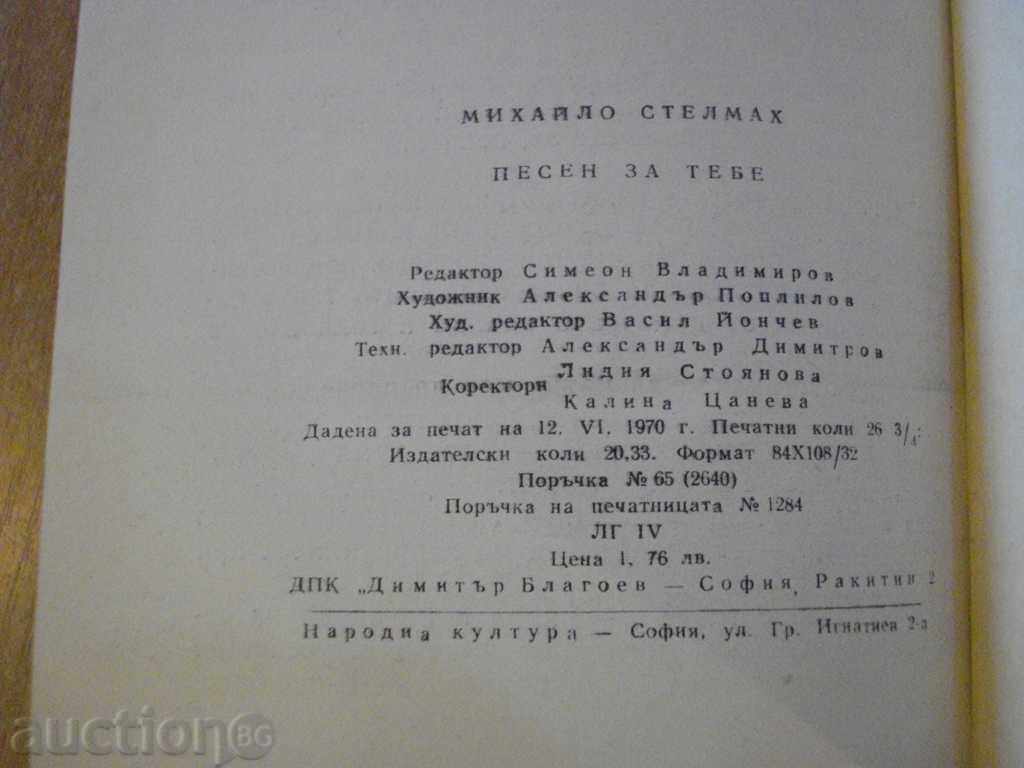 МИХАЙЛО СТЕЛМАХ
ПЕСЕН ЗА ТЕБЕ
Редактор Симеон Владимиров
Художник Александър Поплилов
Худ. редактор Васил Йончев
Техн. редактор Александър Димитров
Коректори Лидия Стоянова
Калина Цанева
Дадена за печат на 12. VI. 1970 г. Печатни коли 26 3/4.
Издателски коли 20,33. Формат 84X108/32
Поръчка № 65 (2640)
Поръчка на печатницата № 1284
ЛГ IV
Цена 1, 76 лв.
ДПК „Димитър Благоев — София, Ракитин 2
Народна култура — София, ул. Гр. Игнатиев 2-а
auction BG